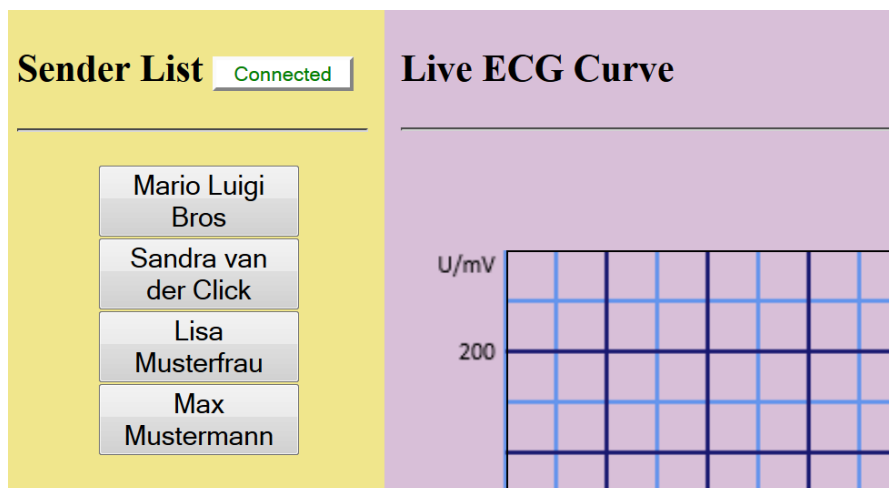 Sender List Connected
Mario Luigi
Bros
Sandra van
der Click
Lisa
Musterfrau
Max
Mustermann
Live ECG Curve
U/mV
200